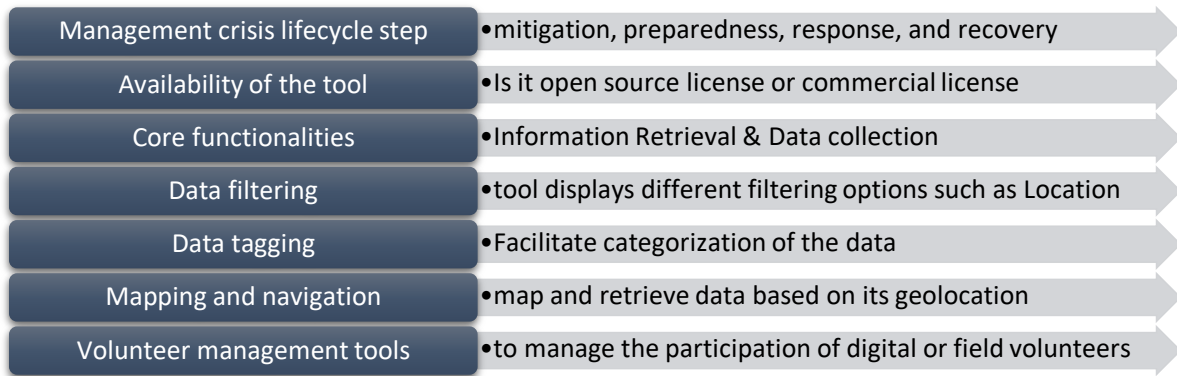 Management crisis lifecycle step
•mitigation, preparedness, response, and recovery
Availability of the tool
•Is it open source license or commercial license
Core functionalities
•Information Retrieval & Data collection
Data filtering
•tool displays different filtering options such as Location
Data tagging
•Facilitate categorization of the data
Mapping and navigation
•map and retrieve data based on its geolocation
Volunteer management tools
•to manage the participation of digital or field volunteers